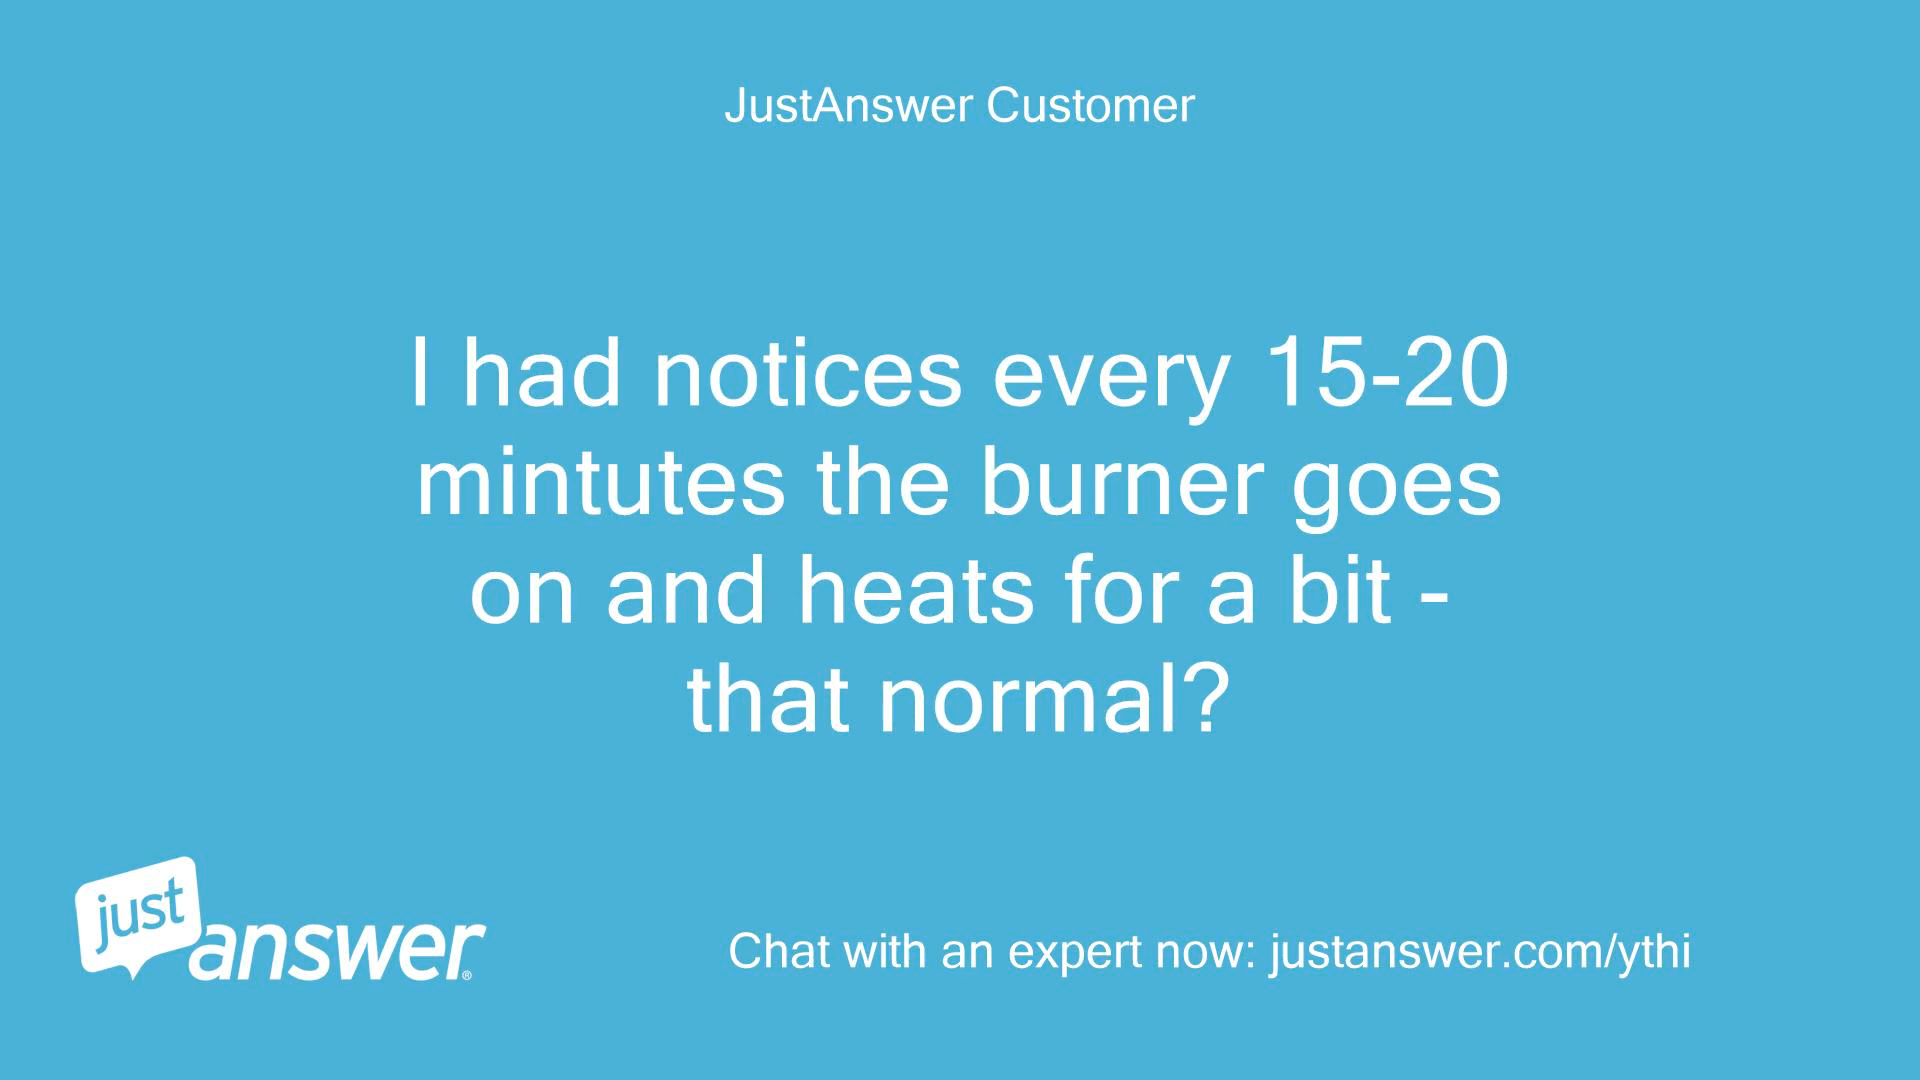 JustAnswer Customer
I had notices every 15-20
mintutes the burner goes
on and heats for a bit -
that normal?
just
answer®
Chat with an expert now: justanswer.com/ythi